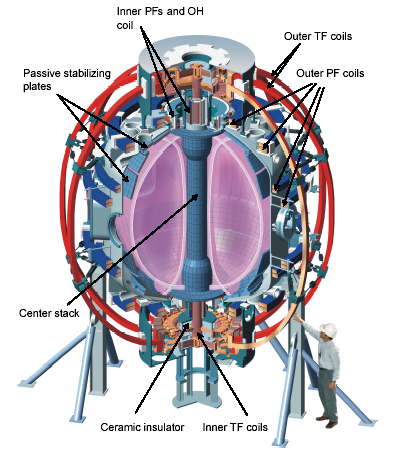 Inner PFs and OH
coil
Outer TF coils
Passive stabilizing
plates
Outer PF coils
Center stack
Ceramic insulator
Inner TF coils